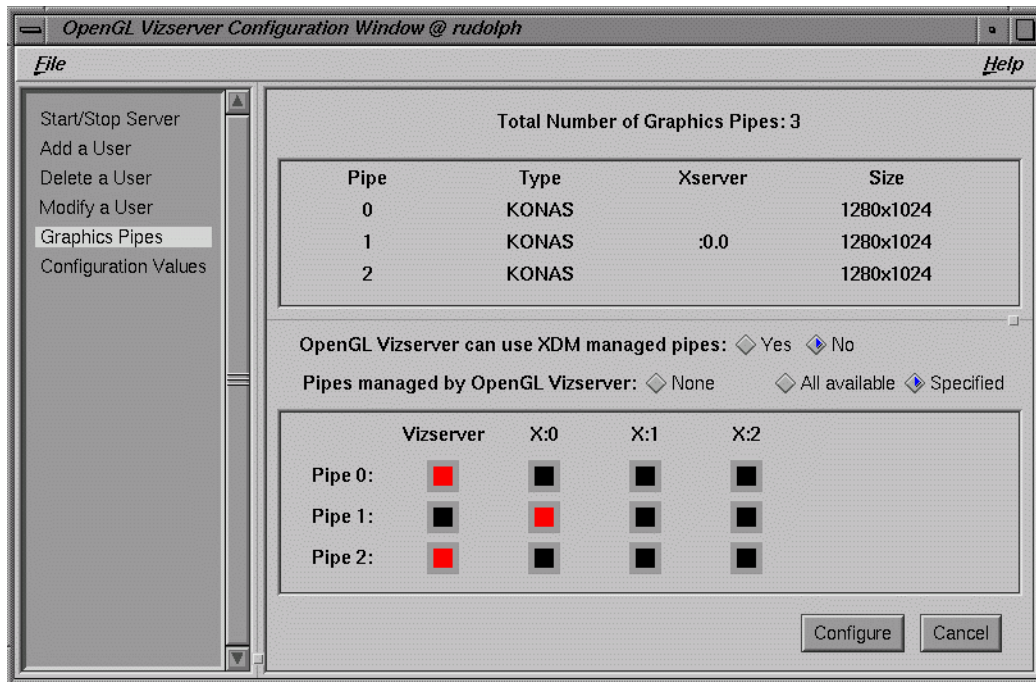 OpenGL Vizserver Configuration Window @ rudolph
File Help
Start/Stop Server
Add a User
Delete a User
Modify a User
Graphics Pipes
Configuration Values
Total Number of Graphics Pipes: 3
Pipe Type Xserver Size
0 KONAS 1280x1024
1 KONAS :0.0 1280x1024
2 KONAS 1280x1024
OpenGL Vizserver can use XDM managed pipes: Yes No
Pipes managed by OpenGL Vizserver: None All available Specified
Vizserver X:0 X:1 X:2
Pipe 0:
Pipe 1:
Pipe 2:
Configure Cancel